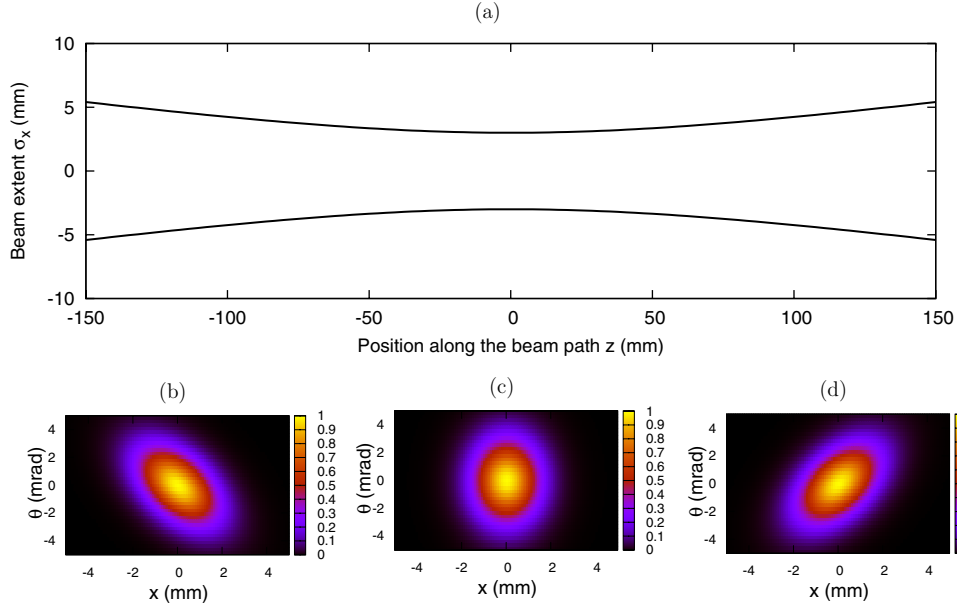 (a)
10
5
0
-5
-10
Beam extent σx (mm)
-150 -100 -50 0 50 100 150
Position along the beam path z (mm)
(b)
4
2
0
-2
-4
θ (mrad)
-4 -2 0 2 4
x (mm)
1
0.9
0.8
0.7
0.6
0.5
0.4
0.3
0.2
0.1
0
(c)
4
2
0
-2
-4
θ (mrad)
-4 -2 0 2 4
x (mm)
1
0.9
0.8
0.7
0.6
0.5
0.4
0.3
0.2
0.1
0
(d)
4
2
0
-2
-4
θ (mrad)
-4 -2 0 2 4
x (mm)